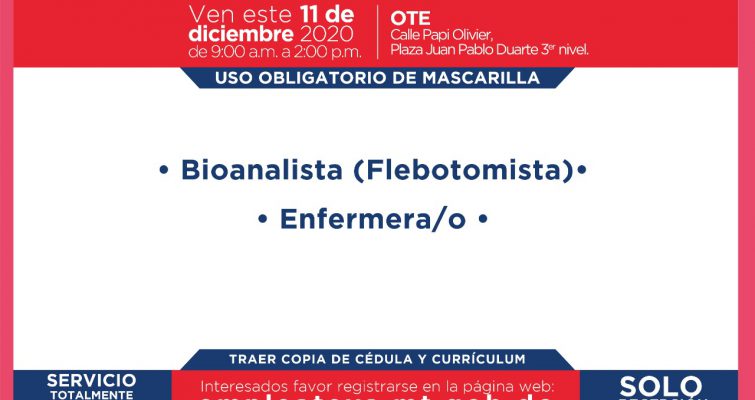 Ven este 11 de
diciembre 2020
de 9:00 a.m. a 2:00 p.m.
OTE
Calle Papi Olivier,
Plaza Juan Pablo Duarte 3er nivel.
USO OBLIGATORIO DE MASCARILLA
• Bioanalista (Flebotomista)•
• Enfermera/o •
TRAER COPIA DE CÉDULA Y CURRÍCULUM
SERVICIO
TOTALMENTE
Interesados favor registrarse en la página web:
SOLO